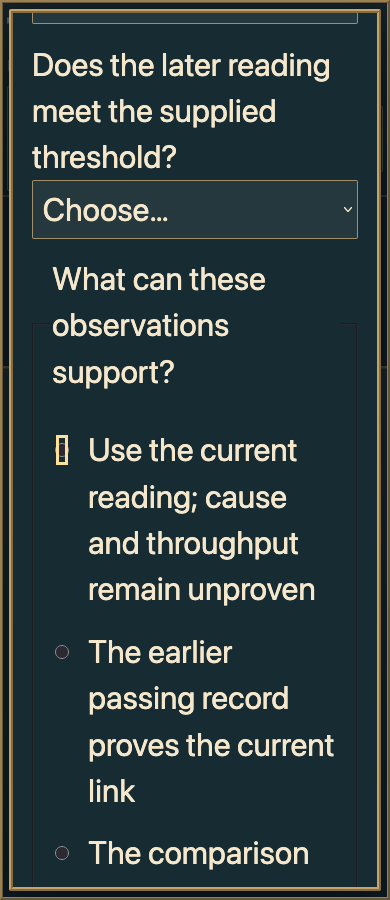 Does the later reading
meet the supplied
threshold?
Choose...
What can these
observations
support?
Use the current
reading; cause
and throughput
remain unproven
The earlier
passing record
proves the current
link
The comparison